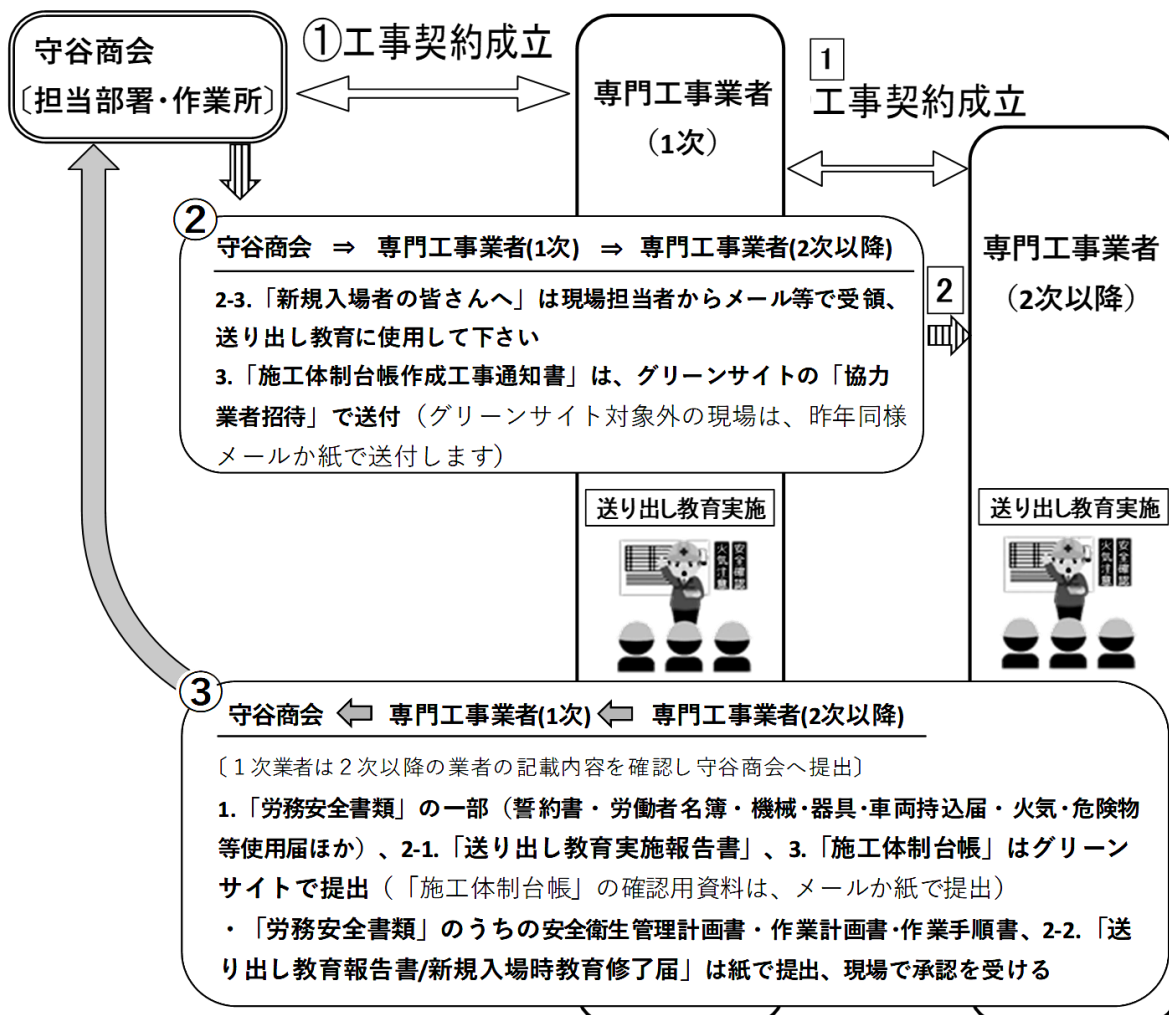 守谷商会
〔担当部署・作業所〕
①工事契約成立
専門工事業者
（1次）
1
工事契約成立
専門工事業者
（2次以降）
②
守谷商会 ⇒ 専門工事業者(1次) ⇒ 専門工事業者(2次以降)
2-3.「新規入場者の皆さんへ」は現場担当者からメール等で受領、
送り出し教育に使用して下さい
3.「施工体制台帳作成工事通知書」は、グリーンサイトの「協力
業者招待」で送付（グリーンサイト対象外の現場は、昨年同様
メールか紙で送付します）
2
送り出し教育実施
安全確認
送り出し教育実施
安全確認
③
守谷商会 ⇦ 専門工事業者(1次) ⇦ 専門工事業者(2次以降)
〔１次業者は２次以降の業者の記載内容を確認し守谷商会へ提出〕
1.「労務安全書類」の一部（誓約書・労働者名簿・機械・器具・車両持込届・火気・危険物
等使用届ほか）、2-1.「送り出し教育実施報告書」、3.「施工体制台帳」はグリーン
サイトで提出（「施工体制台帳」の確認用資料は、メールか紙で提出）
・「労務安全書類」のうちの安全衛生管理計画書・作業計画書・作業手順書、2-2.「送
り出し教育報告書/新規入場時教育修了届」は紙で提出、現場で承認を受ける